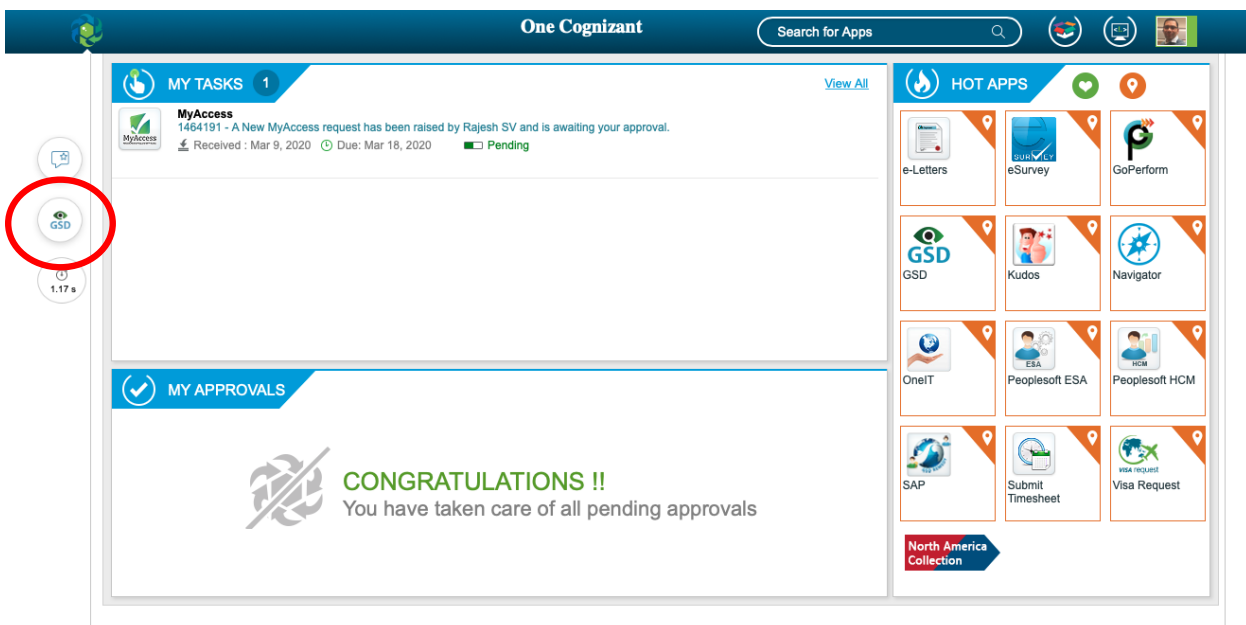 One Cognizant
Search for Apps
MY TASKS 1
View All
MyAccess
MyAccess
1464191 - A New MyAccess request has been raised by Rajesh SV and is awaiting your approval.
Received : Mar 9, 2020 Due: Mar 18, 2020 Pending
GSD
1.17 s
MY APPROVALS
CONGRATULATIONS !!
You have taken care of all pending approvals
HOT APPS
e-Letters
SURVEY
eSurvey
G
GoPerform
GSD
GSD
Kudos
Navigator
OneIT
ESA
Peoplesoft ESA
HCM
Peoplesoft HCM
SAP
Submit
Timesheet
VISA request
Visa Request
North America
Collection